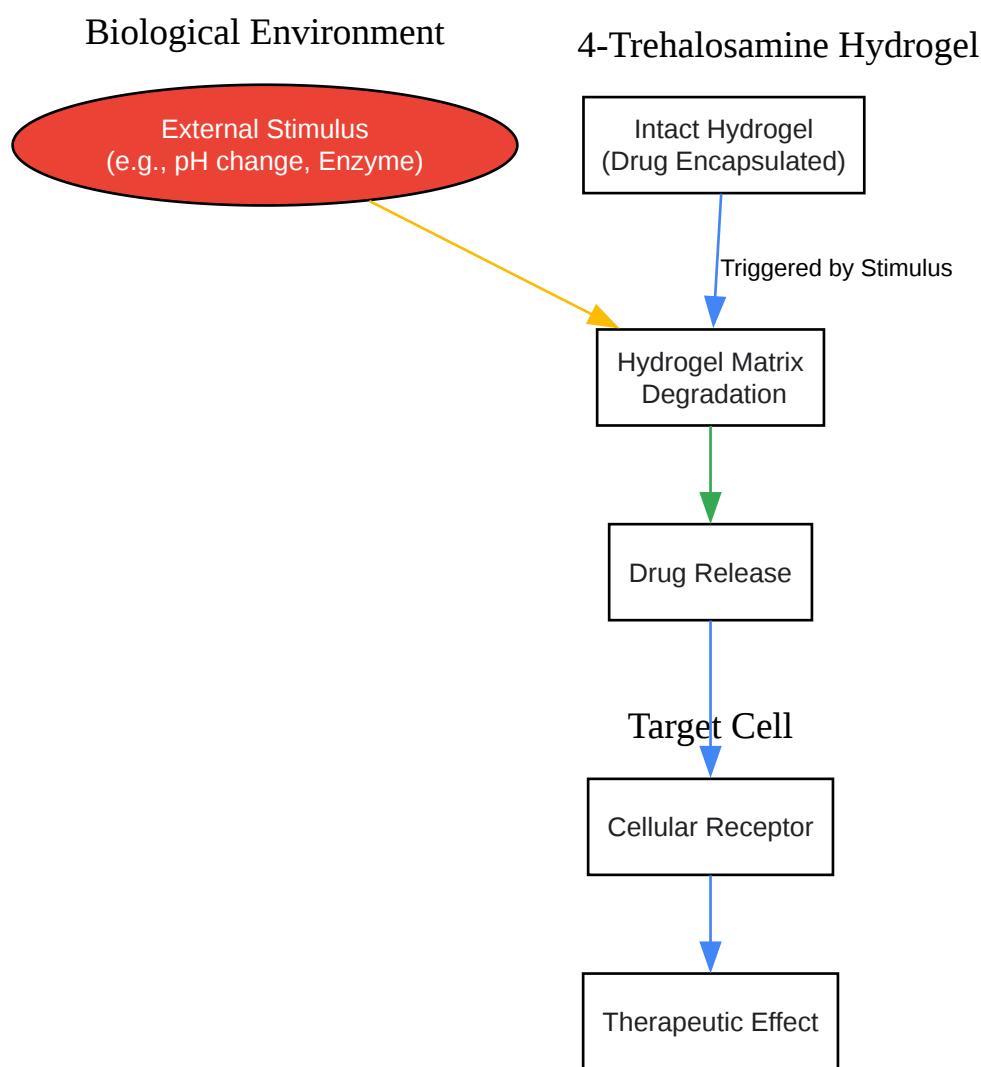 Biological Environment
4-Trehalosamine Hydrogel
External Stimulus
(e.g., pH change, Enzyme)
Intact Hydrogel
(Drug Encapsulated)
Triggered by Stimulus
Hydrogel Matrix
Degradation
Drug Release
Target Cell
Cellular Receptor
Therapeutic Effect